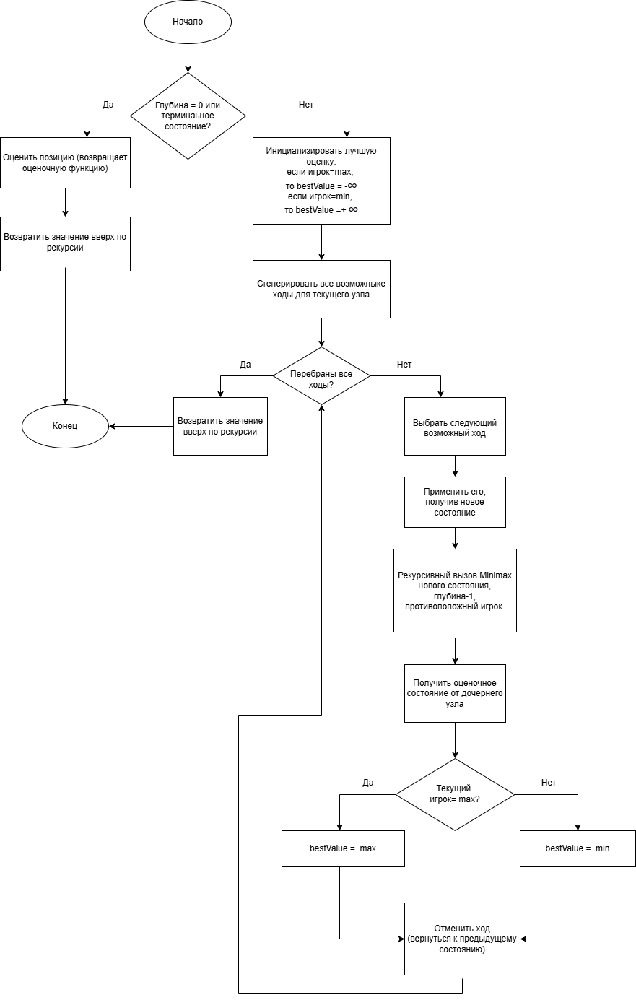 Начало
Глубина = 0 или
терминаьное
состояние?
Да
Нет
Оценить позицию (возвращает
оценочную функцию)
Инициализировать лучшую
оценку:
если игрок=max,
то bestValue = -∞
если игрок=min,
то bestValue =+ ∞
Возвратить значение вверх по
рекурсии
Сгенерировать все возможныке
ходы для текущего узла
Перебраны все
ходы?
Да
Нет
Возвратить значение
вверх по рекурсии
Конец
Выбрать следующий
возможный ход
Применить его,
получив новое
состояние
Рекурсивный вызов Minimax
нового состояния,
глубина-1,
противоположный игрок
Получить оценочное
состояние от дочернего
узла
Текущий
игрок= max?
Да
Нет
bestValue =  max
bestValue =  min
Отменить ход
(вернуться к предыдущему
состоянию)